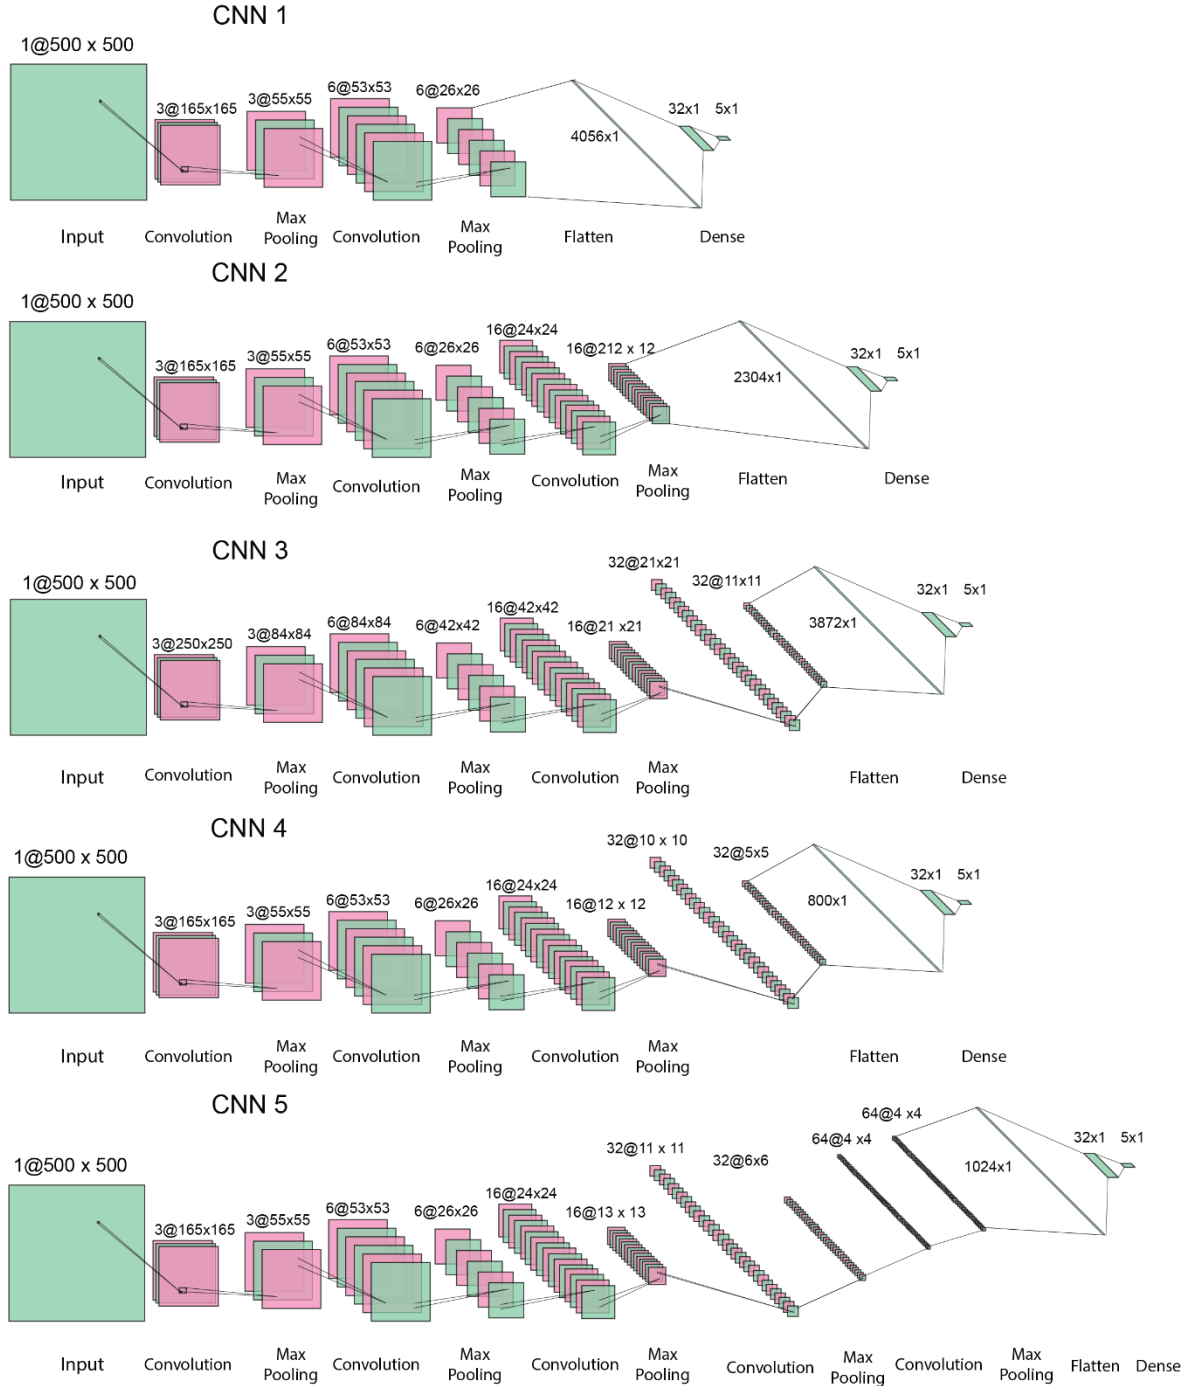 CNN 1
1@500 x 500
3@165x165
3@55x55
6@53x53
6@26x26
4056x1
32x1
5x1
Input
Convolution
Max
Pooling
Convolution
Max
Pooling
Flatten
Dense
CNN 2
1@500 x 500
3@165x165
3@55x55
6@53x53
6@26x26
16@24x24
16@212 x 12
2304x1
32x1
5x1
Input
Convolution
Max
Pooling
Convolution
Max
Pooling
Convolution
Max
Pooling
Flatten
Dense
CNN 3
1@500 x 500
3@250x250
3@84x84
6@84x84
6@42x42
16@42x42
16@21 x21
32@21x21
32@11x11
3872x1
32x1
5x1
Input
Convolution
Max
Pooling
Convolution
Max
Pooling
Convolution
Max
Pooling
Flatten
Dense
CNN 4
1@500 x 500
3@165x165
3@55x55
6@53x53
6@26x26
16@24x24
16@12 x 12
32@10 x 10
32@5x5
800x1
32x1
5x1
Input
Convolution
Max
Pooling
Convolution
Max
Pooling
Convolution
Max
Pooling
Flatten
Dense
CNN 5
1@500 x 500
3@165x165
3@55x55
6@53x53
6@26x26
16@24x24
16@13 x 13
32@11 x 11
32@6x6
64@4 x4
64@4 x4
1024x1
32x1
5x1
Input
Convolution
Max
Pooling
Convolution
Max
Pooling
Convolution
Max
Pooling
Convolution
Max
Pooling
Convolution
Max
Pooling
Flatten
Dense